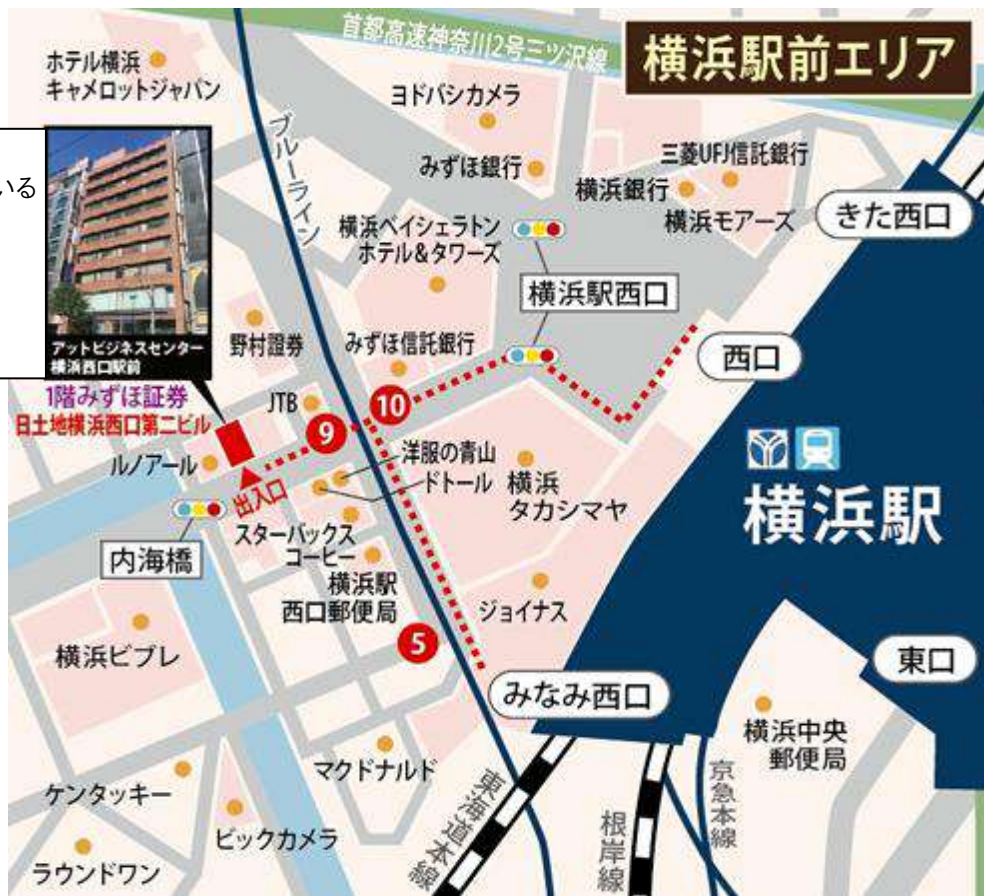 首都高速神奈川2号三ツ沢線
横浜駅前エリア
ホテル横浜
キャメロットジャパン
ヨドバシカメラ
ブルーライン
みずほ銀行
三菱UFJ信託銀行
横浜銀行
横浜モアーズ
きた西口
いる
横浜ベイシェラトン
ホテル&タワーズ
横浜駅西口
アットビジネスセンター
横浜西口駅前
野村證券
みずほ信託銀行
西口
1階みずほ証券
日土地横浜西口第二ビル
JTB
10
9
ルノアール
出入口
洋服の青山
ドトール
横浜
タカシマヤ
横浜駅
内海橋
スターバックス
コーヒー
横浜駅
西口郵便局
ジョイナス
5
横浜ビブレ
みなみ西口
東口
横浜中央
郵便局
マクドナルド
ケンタッキー
ビックカメラ
ラウンドワン
東海道本線
根岸線
京急本線